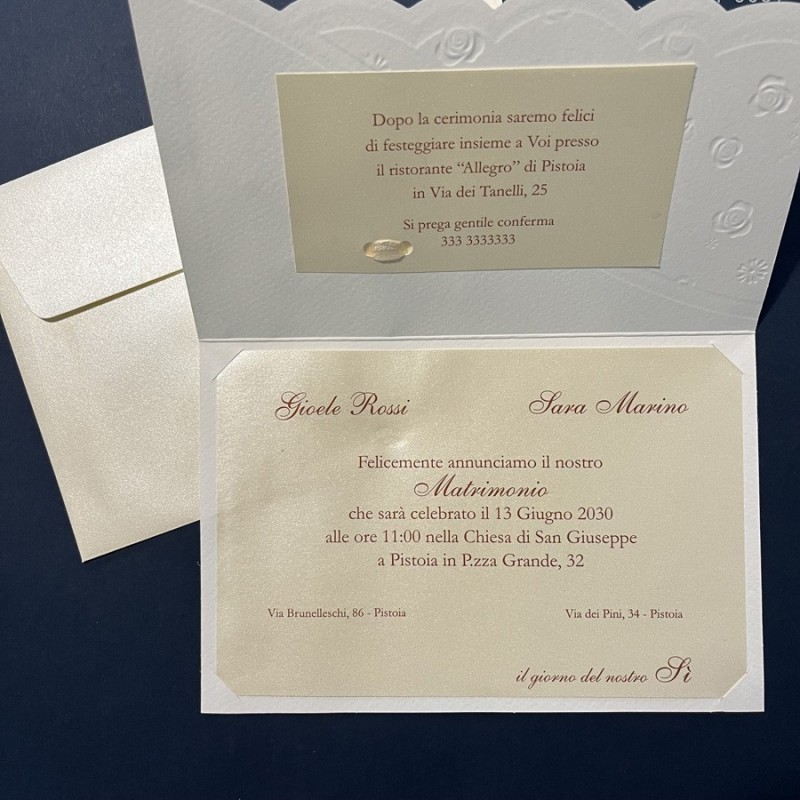 Dopo la cerimonia saremo felici
di festeggiare insieme a Voi presso
il ristorante “Allegro” di Pistoia
in Via dei Tanelli, 25
Si prega gentile conferma
333 3333333
Gioele Rossi
Sara Marino
Felicemente annunciamo il nostro
Matrimonio
che sarà celebrato il 13 Giugno 2030
alle ore 11:00 nella Chiesa di San Giuseppe
a Pistoia in P.zza Grande, 32
Via Brunelleschi, 86 - Pistoia
Via dei Pini, 34 - Pistoia
il giorno del nostro Sì